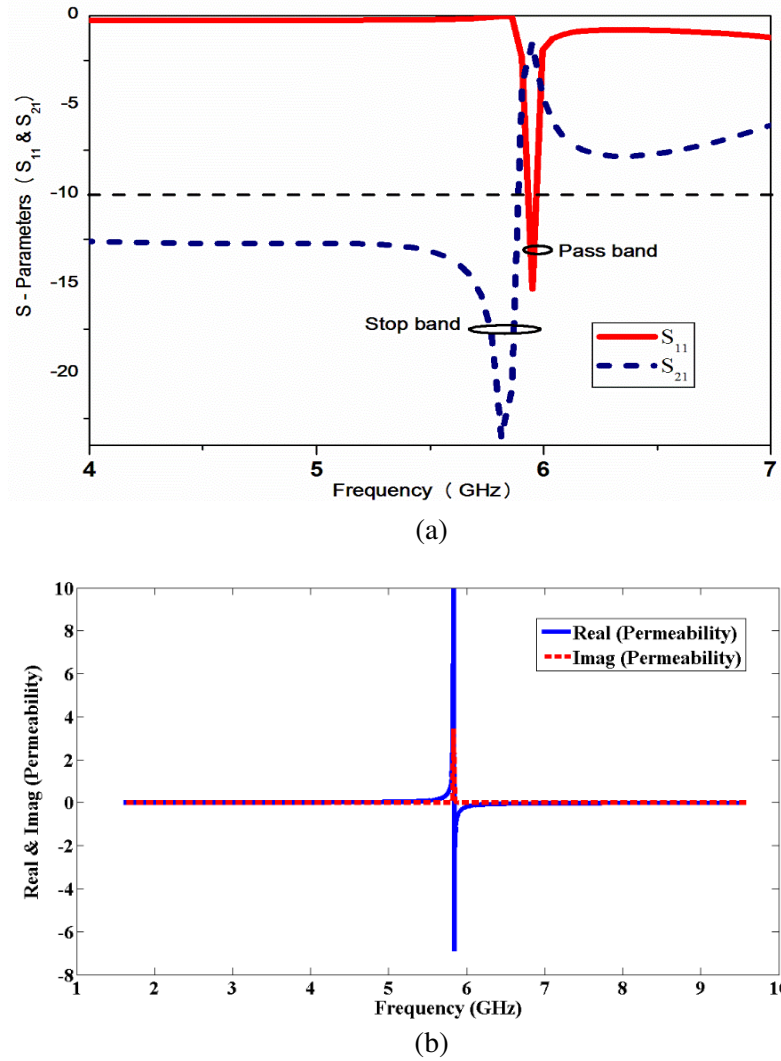 0
-5
-10
-15
-20
S - Parameters ( S11 & S21)
Pass band
Stop band
S11
S21
4 5 6 7
Frequency ( GHz)
(a)
10
8
6
4
2
0
-2
-4
-6
-8
Real & Imag (Permeability)
Real (Permeability)
Imag (Permeability)
1 2 3 4 5 6 7 8 9 10
Frequency (GHz)
(b)